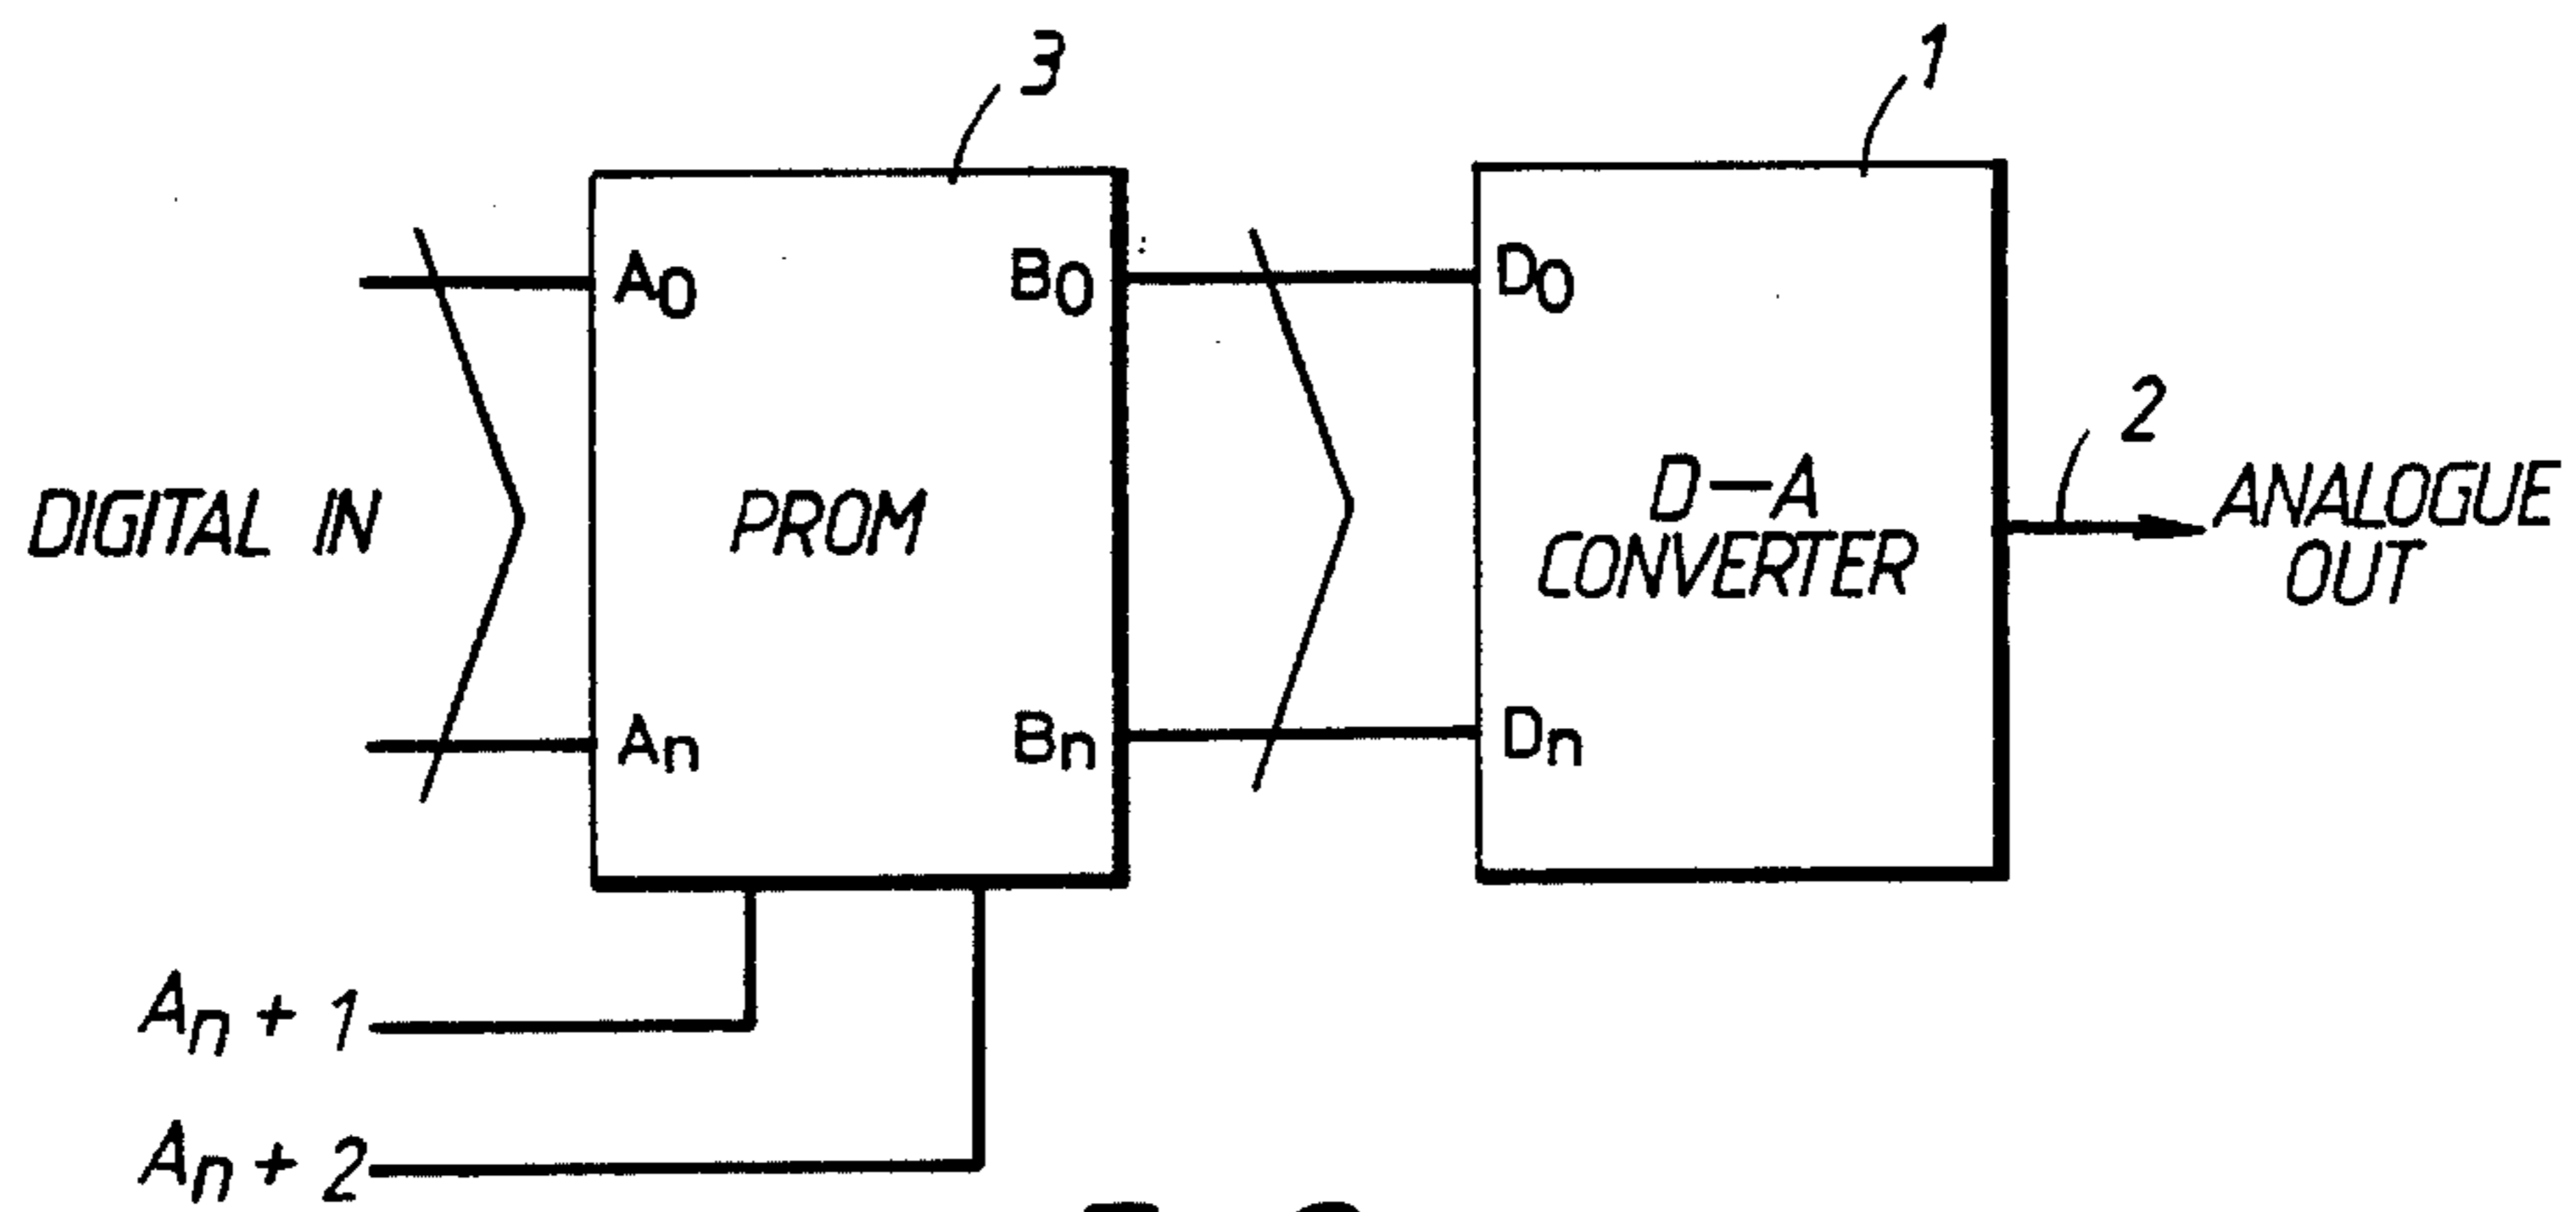 3
1
A0
B0
D0
2
DIGITAL IN
PROM
D-A
CONVERTER
ANALOGUE
OUT
An
Bn
Dn
An + 1
An + 2